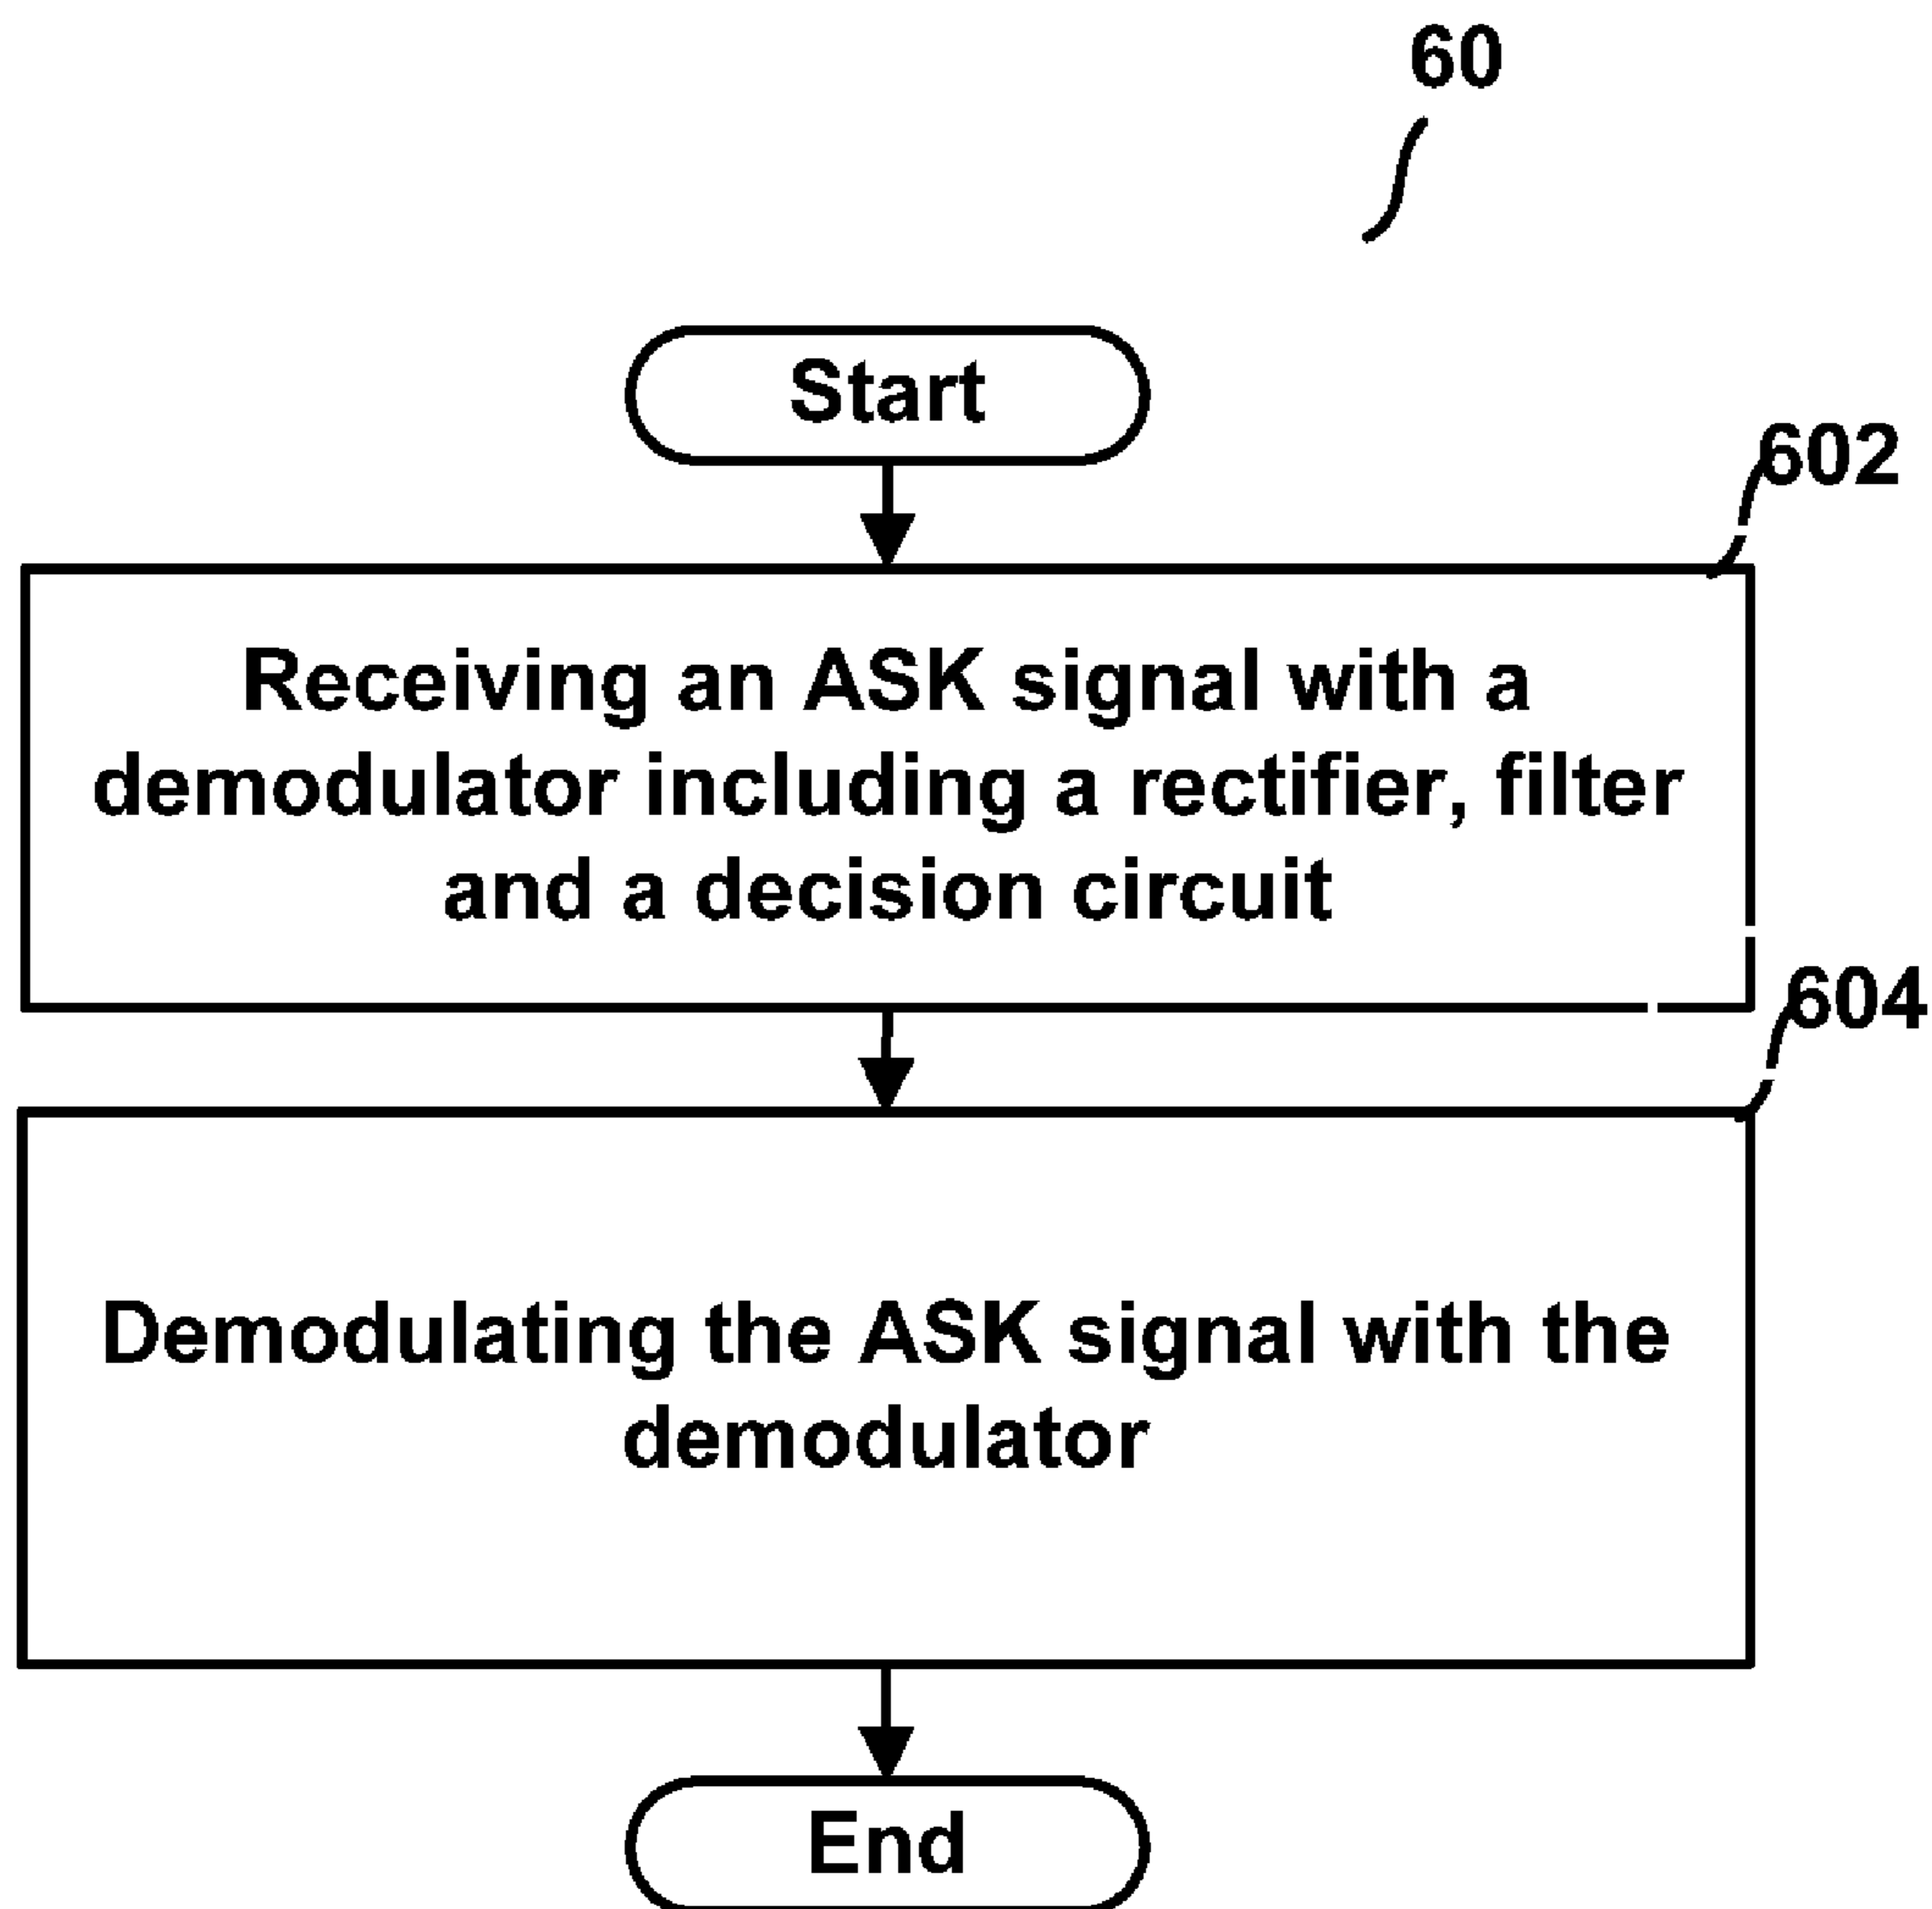 60
Start
602
Receiving an ASK signal with a
demodulator including a rectifier, filter
and a decision circuit
604
Demodulating the ASK signal with the
demodulator
End